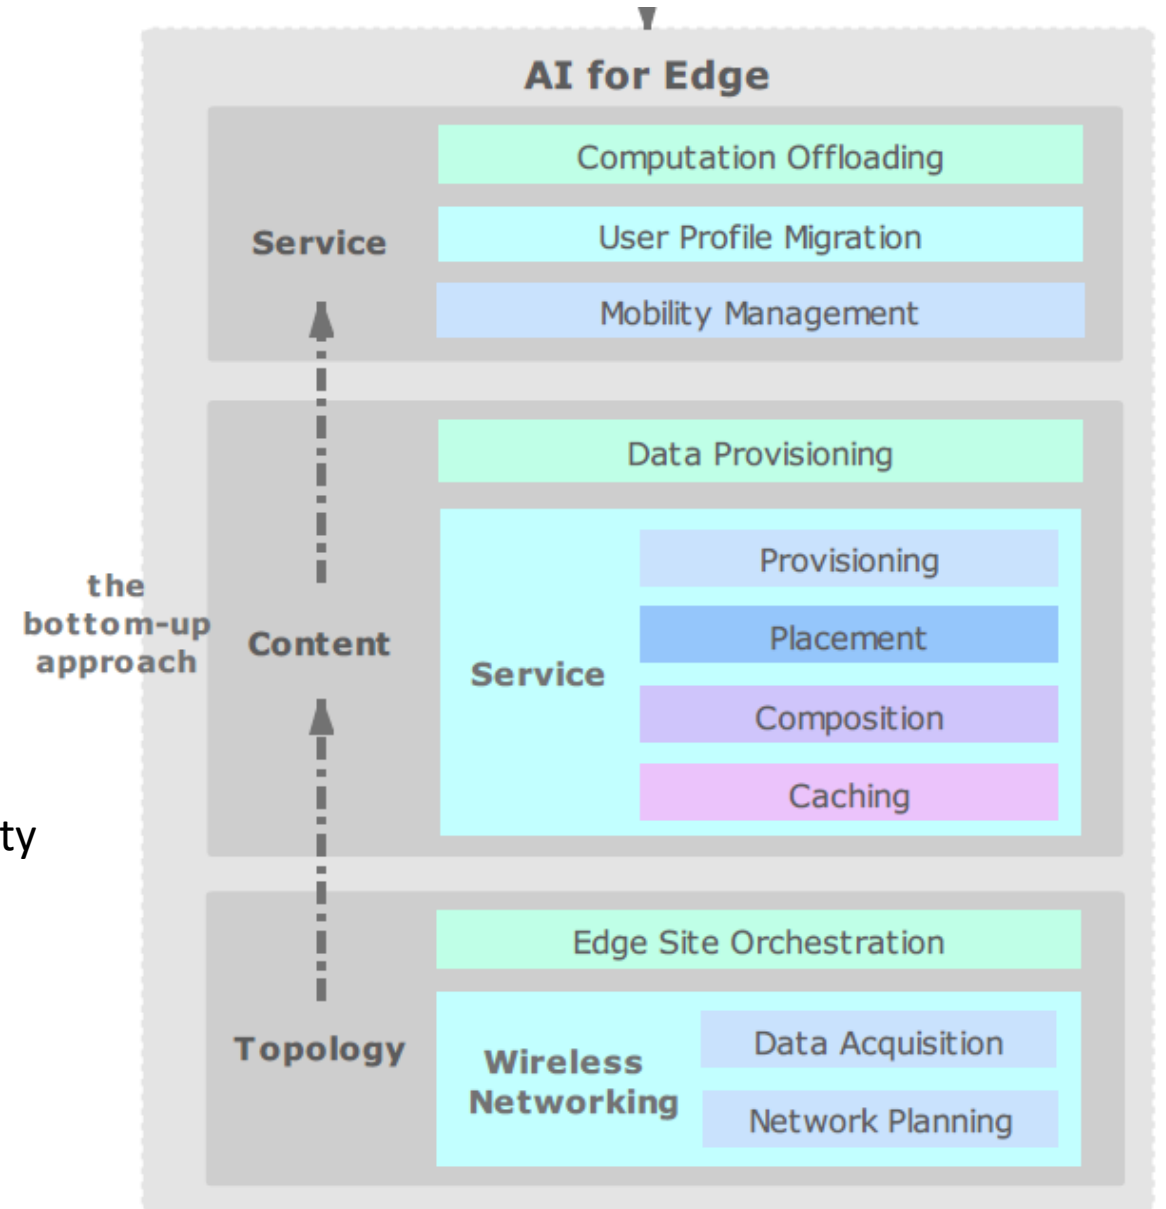 AI for Edge
Computation Offloading
Service
User Profile Migration
Mobility Management
Data Provisioning
the
bottom-up
approach
Content
Service
Provisioning
Placement
Composition
Caching
ty
Edge Site Orchestration
Topology
Wireless
Networking
Data Acquisition
Network Planning